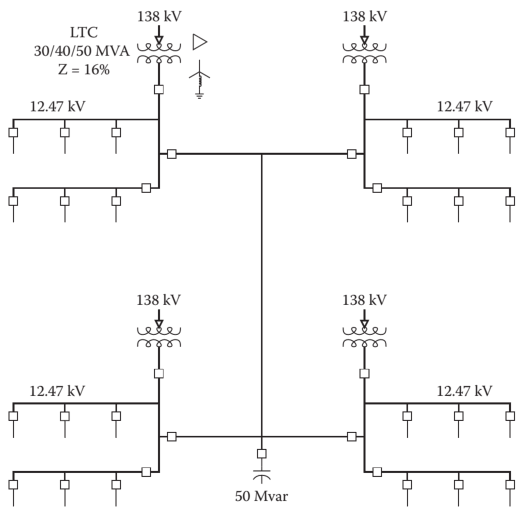 138 kV
138 kV
LTC
30/40/50 MVA
Z = 16%
12.47 kV
12.47 kV
138 kV
138 kV
12.47 kV
12.47 kV
50 Mvar